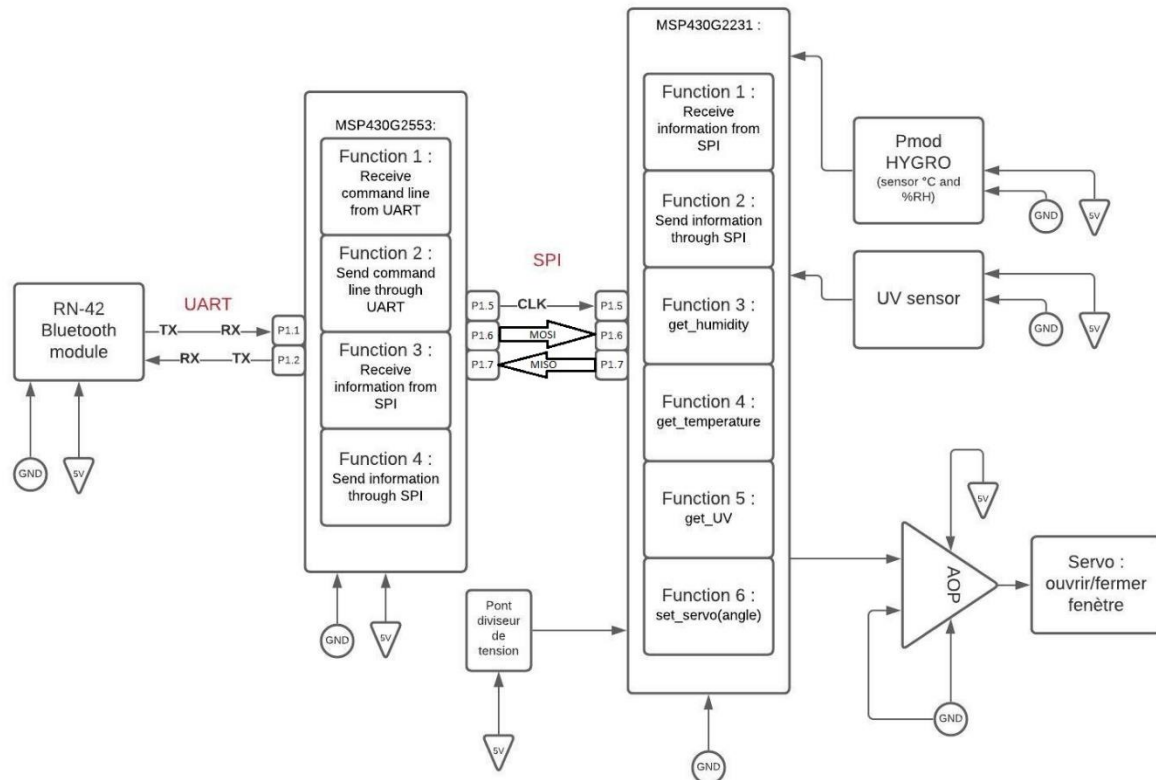 MSP430G2231 :
Function 1 :
Receive
information from
SPI
Function 2 :
Send information
through SPI
Function 3 :
get_humidity
Function 4 :
get_temperature
Function 5 :
get_UV
Function 6 :
set_servo(angle)
MSP430G2553:
Function 1 :
Receive
command line
from UART
Function 2 :
Send command
line through
UART
Function 3 :
Receive
information from
SPI
Function 4 :
Send information
through SPI
RN-42
Bluetooth
module
UART
TX RX
RX TX
P1.1
P1.2
GND
5V
GND
5V
SPI
P1.5 CLK P1.5
P1.6 MOSI P1.6
P1.7 MISO P1.7
Pont
diviseur
de
tension
5V
GND
Pmod
HYGRO
(sensor °C and
%RH)
GND
5V
UV sensor
GND
5V
5V
AOP
GND
Servo :
ouvrir/fermer
fenètre